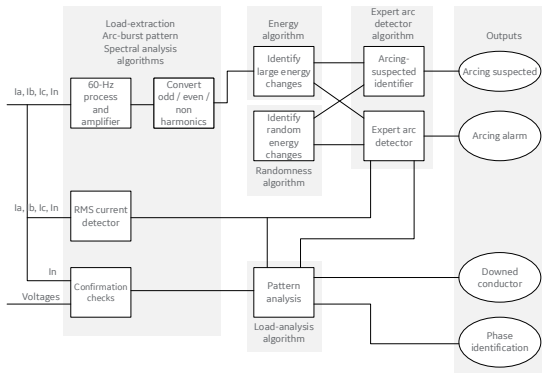 Load-extraction
Arc-burst pattern
Spectral analysis
algorithms
Energy
algorithm
Expert arc
detector
algorithm
Outputs
Ia, Ib, Ic, In
60-Hz
process
and
amplifier
Convert
odd / even /
non
harmonics
Identify
large energy
changes
Arcing-
suspected
identifier
Arcing suspected
Identify
random
energy
changes
Randomness
algorithm
Expert arc
detector
Arcing alarm
Ia, Ib, Ic, In
RMS current
detector
In
Voltages
Confirmation
checks
Pattern
analysis
Load-analysis
algorithm
Downed
conductor
Phase
identification